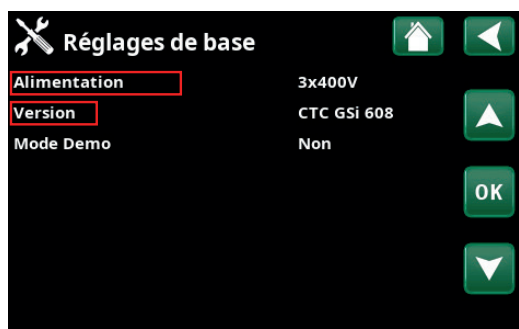 Réglages de base
Alimentation 3x400V
Version CTC GSi 608
Mode Demo Non
OK